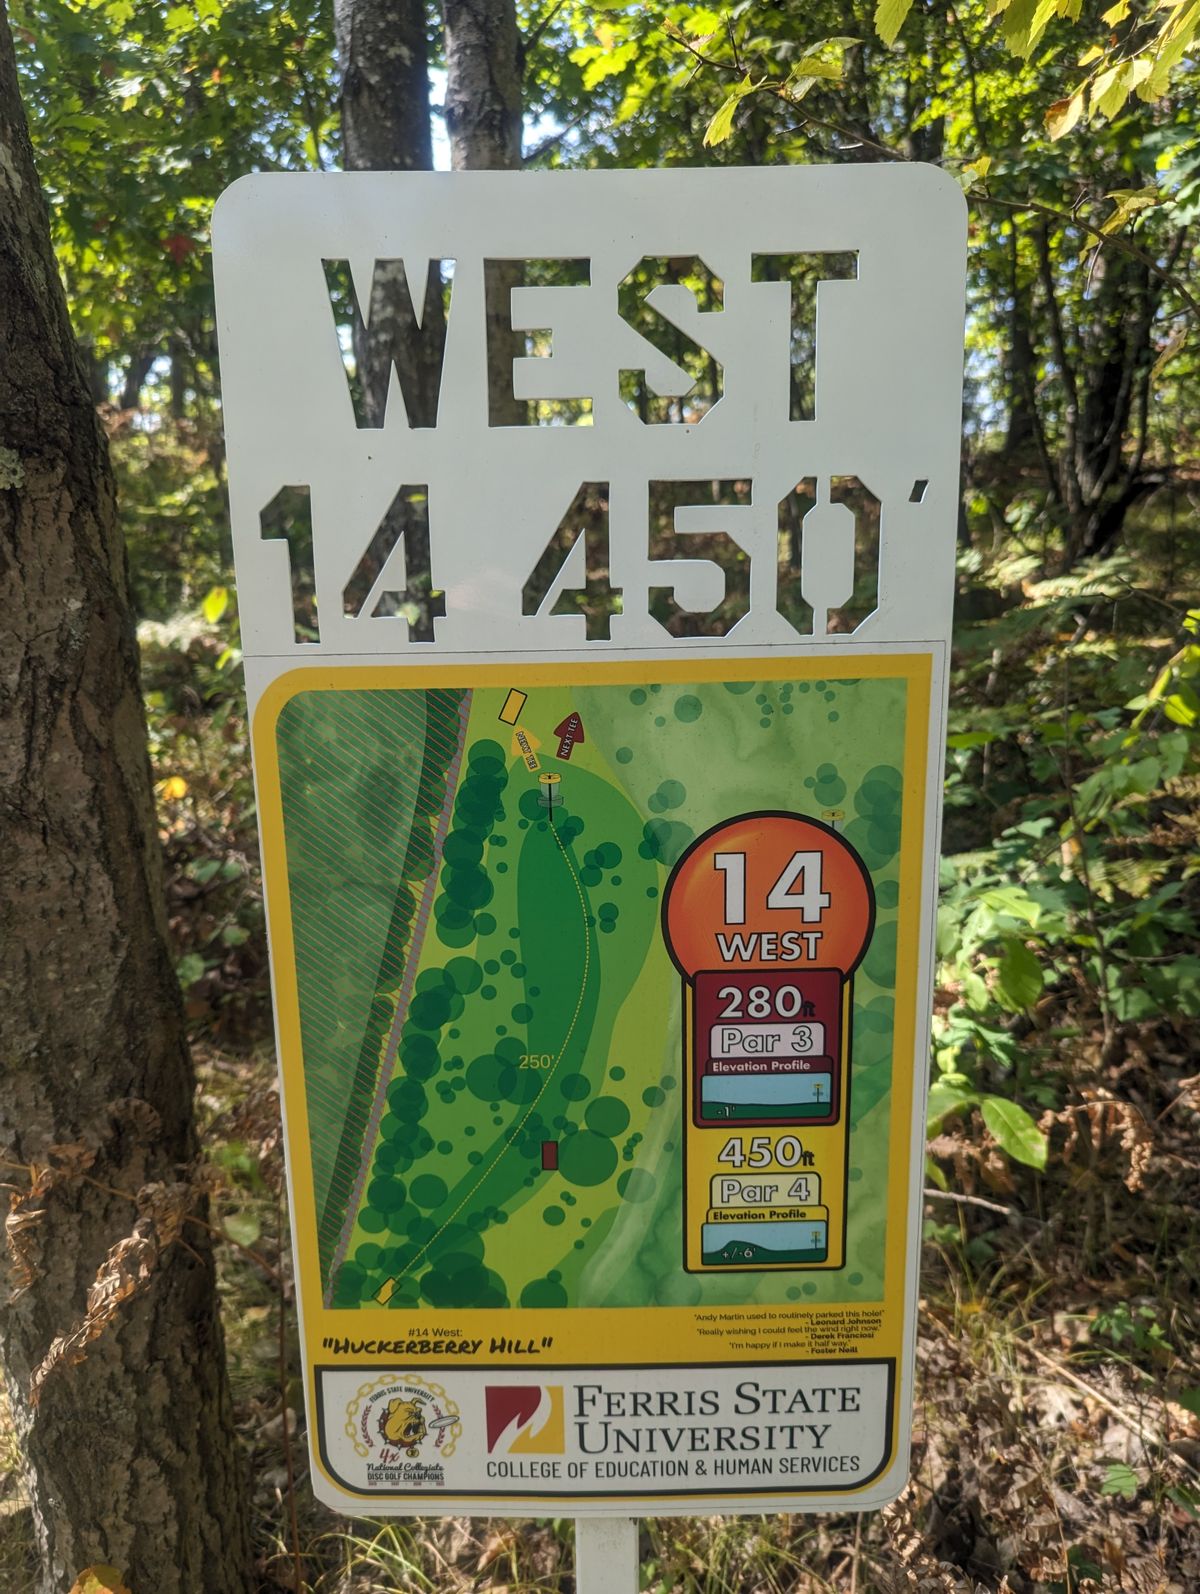 WEST
14 450'
NEXT TEE
NEXT TEE
14
WEST
280ft
Par 3
Elevation Profile
-1'
250'
450ft
Par 4
Elevation Profile
+/-6'
#14 West:
"HUCKERBERRY HILL"
"Andy Martin used to routinely parked this hole!"
- Leonard Johnson
"Really wishing I could feel the wind right now."
- Derek Franciosi
"I'm happy if I make it half way."
- Foster Neill
FERRIS STATE UNIVERSITY
4x
National Collegiate
DISC GOLF CHAMPIONS
FERRIS STATE
UNIVERSITY
COLLEGE OF EDUCATION & HUMAN SERVICES